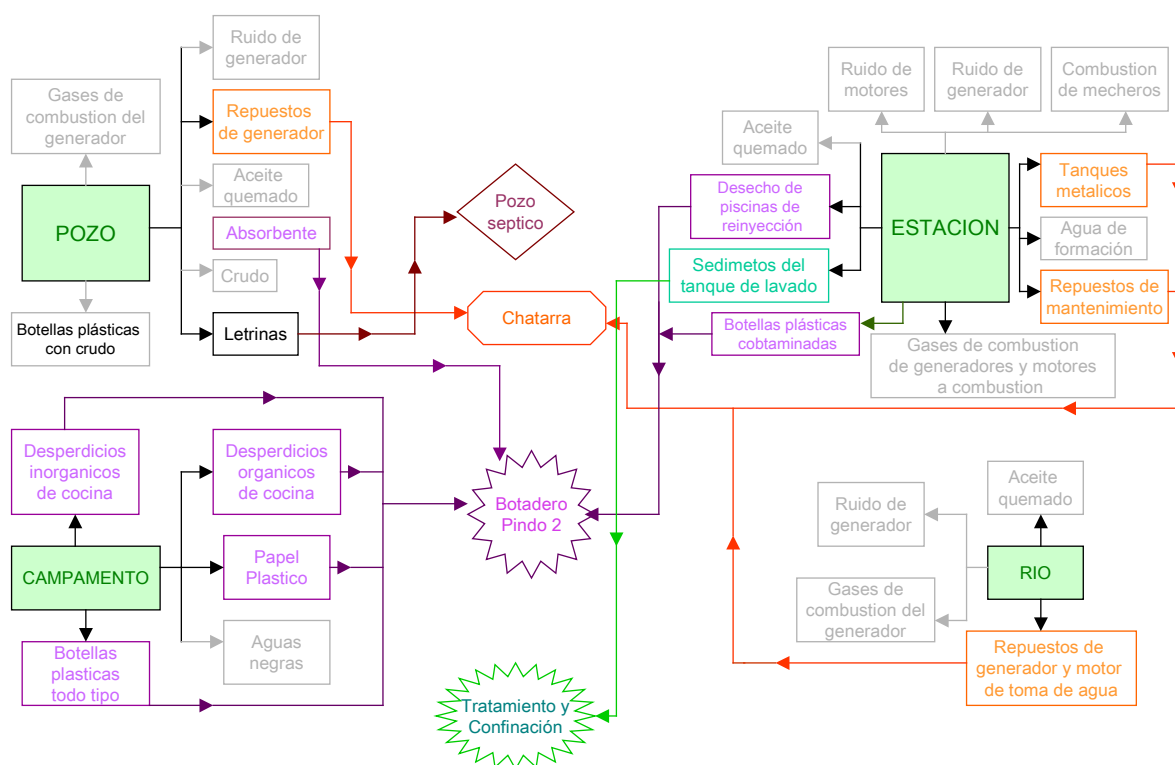 Ruido de
generador
Gases de
combustion del
generador
Repuestos
de generador
Aceite
quemado
POZO
Absorbente
Crudo
Botellas plásticas
con crudo
Letrinas
Pozo
septico
Chatarra
Ruido de
motores
Ruido de
generador
Combustion
de mecheros
Aceite
quemado
Desecho de
piscinas de
reinyección
ESTACION
Tanques
metalicos
Agua de
formación
Sedimetos del
tanque de lavado
Repuestos de
mantenimiento
Botellas plásticas
cobtaminadas
Gases de combustion
de generadores y motores
a combustion
Desperdicios
inorganicos
de cocina
Desperdicios
organicos
de cocina
Botadero
Pindo 2
CAMPAMENTO
Papel
Plastico
Botellas
plasticas
todo tipo
Aguas
negras
Tratamiento y
Confinación
Aceite
quemado
Ruido de
generador
RIO
Gases de
combustion del
generador
Repuestos de
generador y motor
de toma de agua